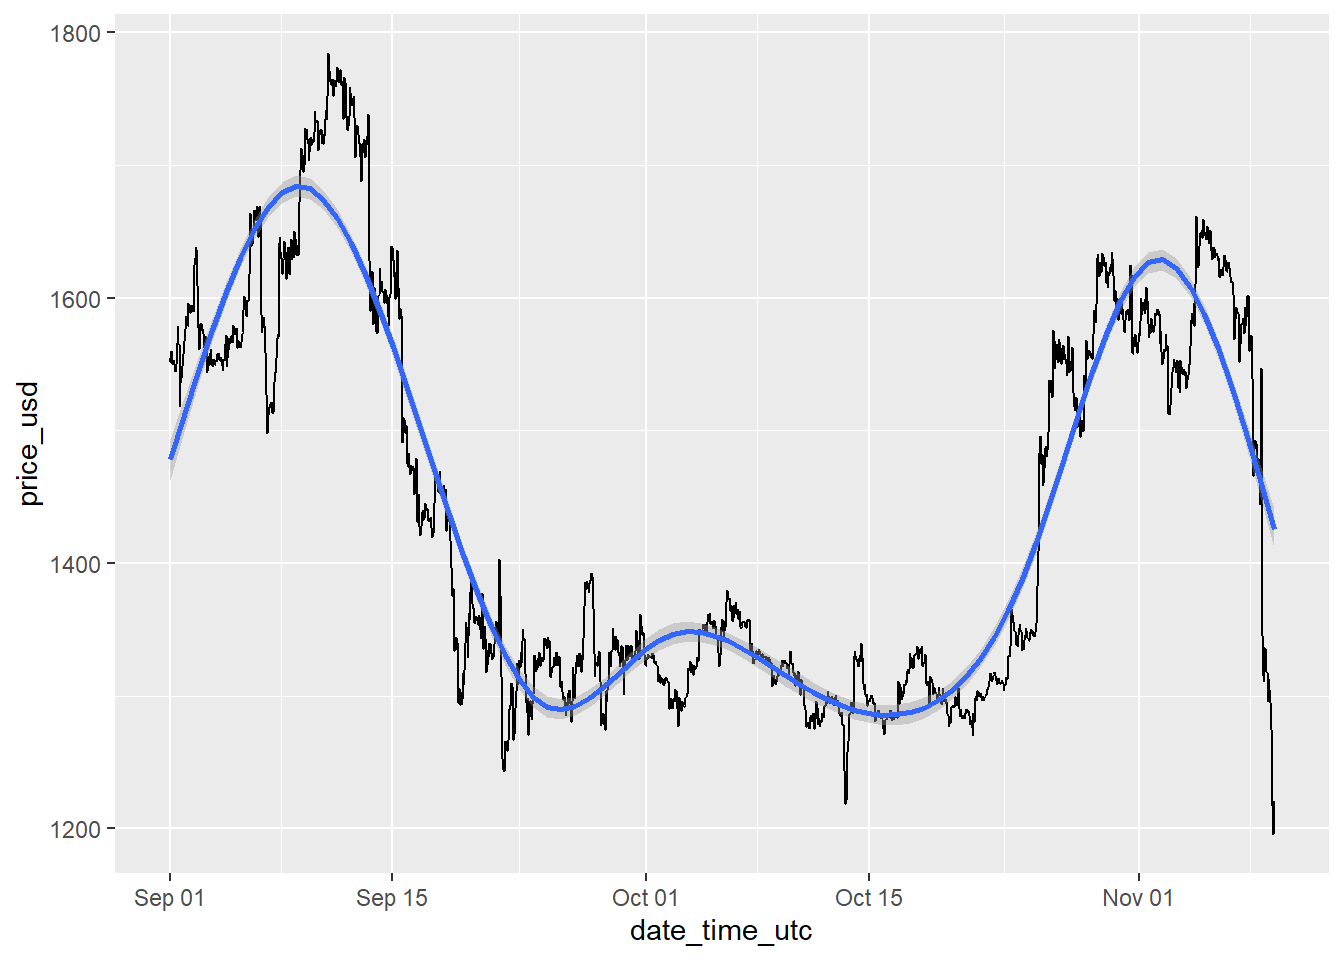 1800
1600
1400
1200
price_usd
Sep 01
Sep 15
Oct 01
Oct 15
Nov 01
date_time_utc